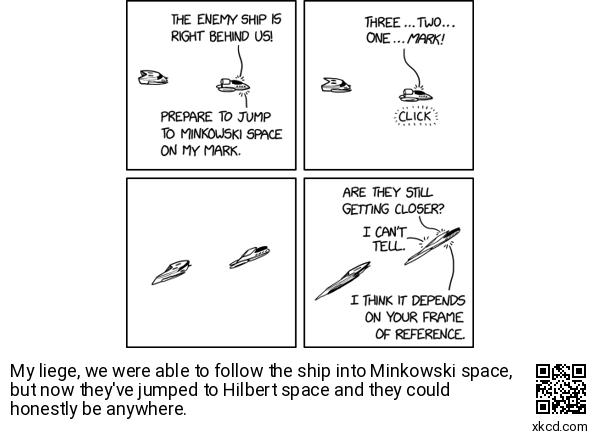 THE ENEMY SHIP IS
RIGHT BEHIND US!
PREPARE TO JUMP
TO MINKOWSKI SPACE
ON MY MARK.
THREE...TWO...
ONE...MARK!
CLICK
ARE THEY STILL
GETTING CLOSER?
I CAN'T
TELL.
I THINK IT DEPENDS
ON YOUR FRAME
OF REFERENCE.
My liege, we were able to follow the ship into Minkowski space,
but now they've jumped to Hilbert space and they could
honestly be anywhere.
xkcd.com